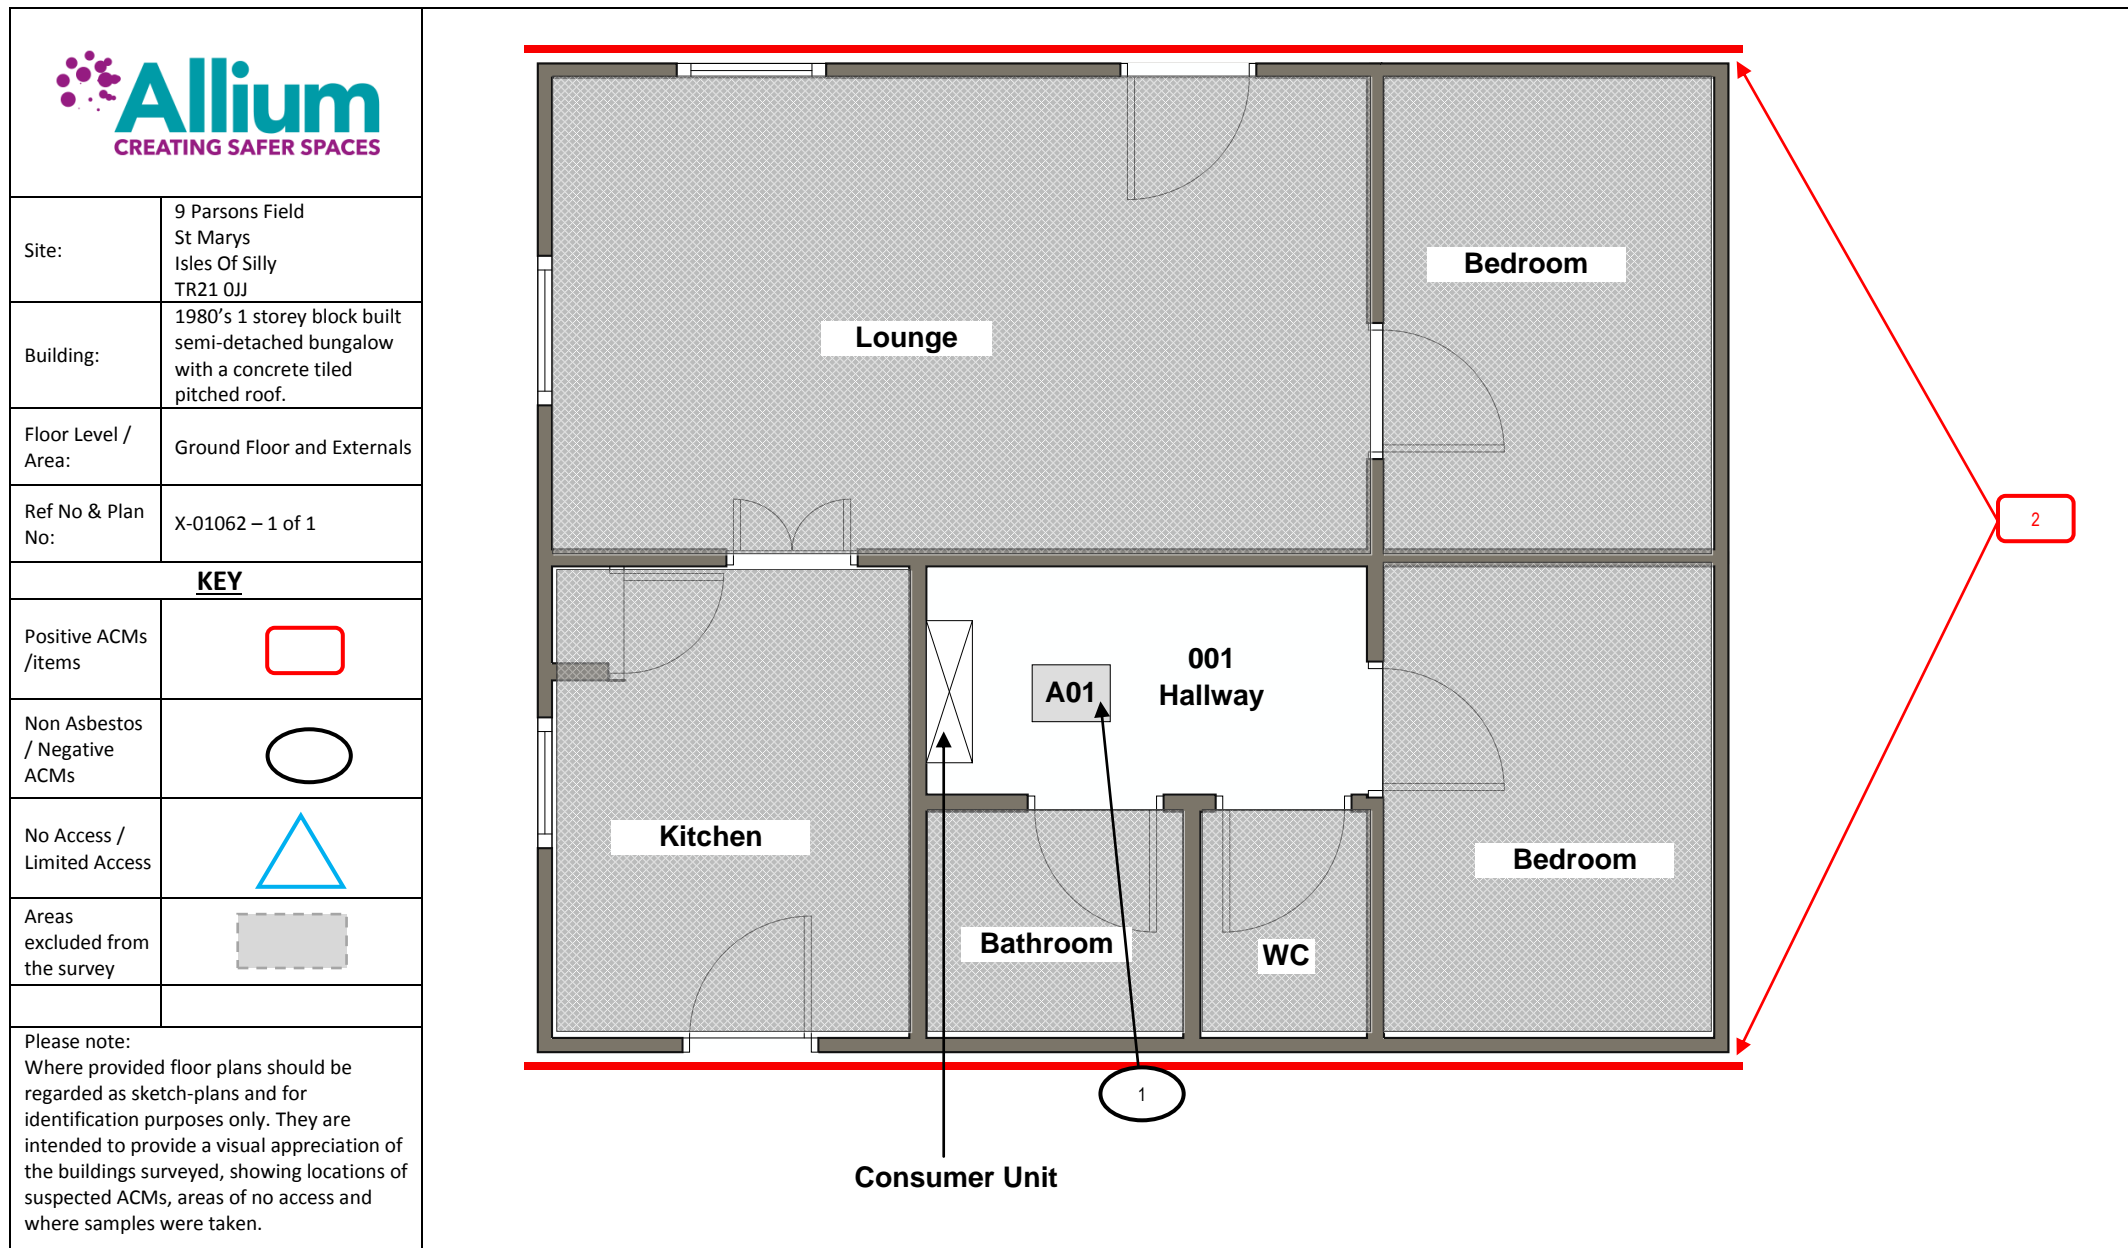 Allium
CREATING SAFER SPACES
Site:
9 Parsons Field
St Marys
Isles Of Silly
TR21 0JJ
Building:
1980’s 1 storey block built
semi-detached bungalow
with a concrete tiled
pitched roof.
Floor Level /
Area:
Ground Floor and Externals
Ref No & Plan
No:
X-01062 – 1 of 1
KEY
Positive ACMs
/items
Non Asbestos
/ Negative
ACMs
No Access /
Limited Access
Areas
excluded from
the survey
Please note:
Where provided floor plans should be
regarded as sketch-plans and for
identification purposes only. They are
intended to provide a visual appreciation of
the buildings surveyed, showing locations of
suspected ACMs, areas of no access and
where samples were taken.
Lounge
Bedroom
2
001
Hallway
A01
Kitchen
Bedroom
Bathroom
WC
1
Consumer Unit